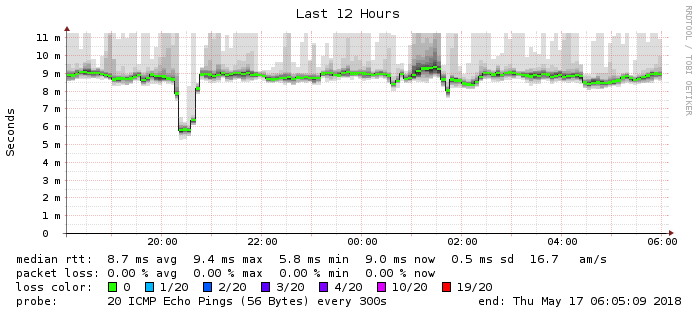 Last 12 Hours
RRDTOOL / TOBI OETIKER
Seconds
11 m
10 m
9 m
8 m
7 m
6 m
5 m
4 m
3 m
2 m
1 m
0
20:00 22:00 00:00 02:00 04:00 06:00
median rtt: 8.7 ms avg 9.4 ms max 5.8 ms min 9.0 ms now 0.5 ms sd 16.7 am/s
packet loss: 0.00 % avg 0.00 % max 0.00 % min 0.00 % now
loss color: 0 1/20 2/20 3/20 4/20 10/20 19/20
probe: 20 ICMP Echo Pings (56 Bytes) every 300s end: Thu May 17 06:05:09 2018